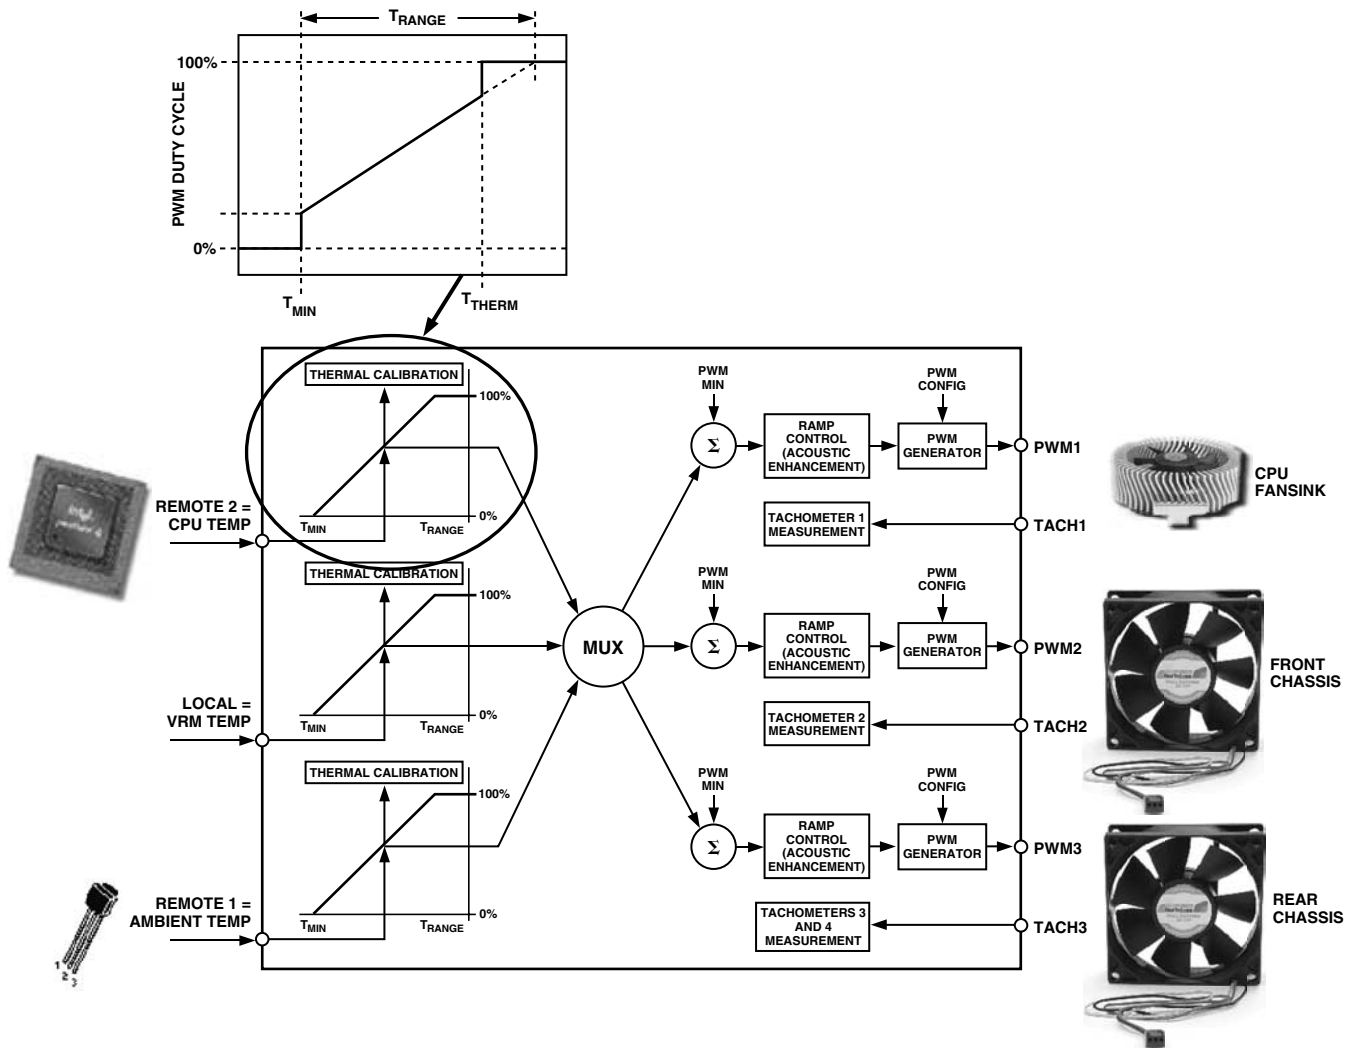 TRANGE
100%
PWM DUTY CYCLE
0%
TMIN
TTHERM
THERMAL CALIBRATION
100%
0%
TMIN
TRANGE
REMOTE 2 =
CPU TEMP
THERMAL CALIBRATION
100%
0%
TMIN
TRANGE
LOCAL =
VRM TEMP
THERMAL CALIBRATION
100%
0%
TMIN
TRANGE
REMOTE 1 =
AMBIENT TEMP
1
2
3
MUX
PWM
MIN
Σ
RAMP
CONTROL
(ACOUSTIC
ENHANCEMENT)
PWM
CONFIG
PWM
GENERATOR
PWM1
TACHOMETER 1
MEASUREMENT
TACH1
CPU
FANSINK
PWM
MIN
Σ
RAMP
CONTROL
(ACOUSTIC
ENHANCEMENT)
PWM
CONFIG
PWM
GENERATOR
PWM2
TACHOMETER 2
MEASUREMENT
TACH2
FRONT
CHASSIS
PWM
MIN
Σ
RAMP
CONTROL
(ACOUSTIC
ENHANCEMENT)
PWM
CONFIG
PWM
GENERATOR
PWM3
TACHOMETERS 3
AND 4
MEASUREMENT
TACH3
REAR
CHASSIS